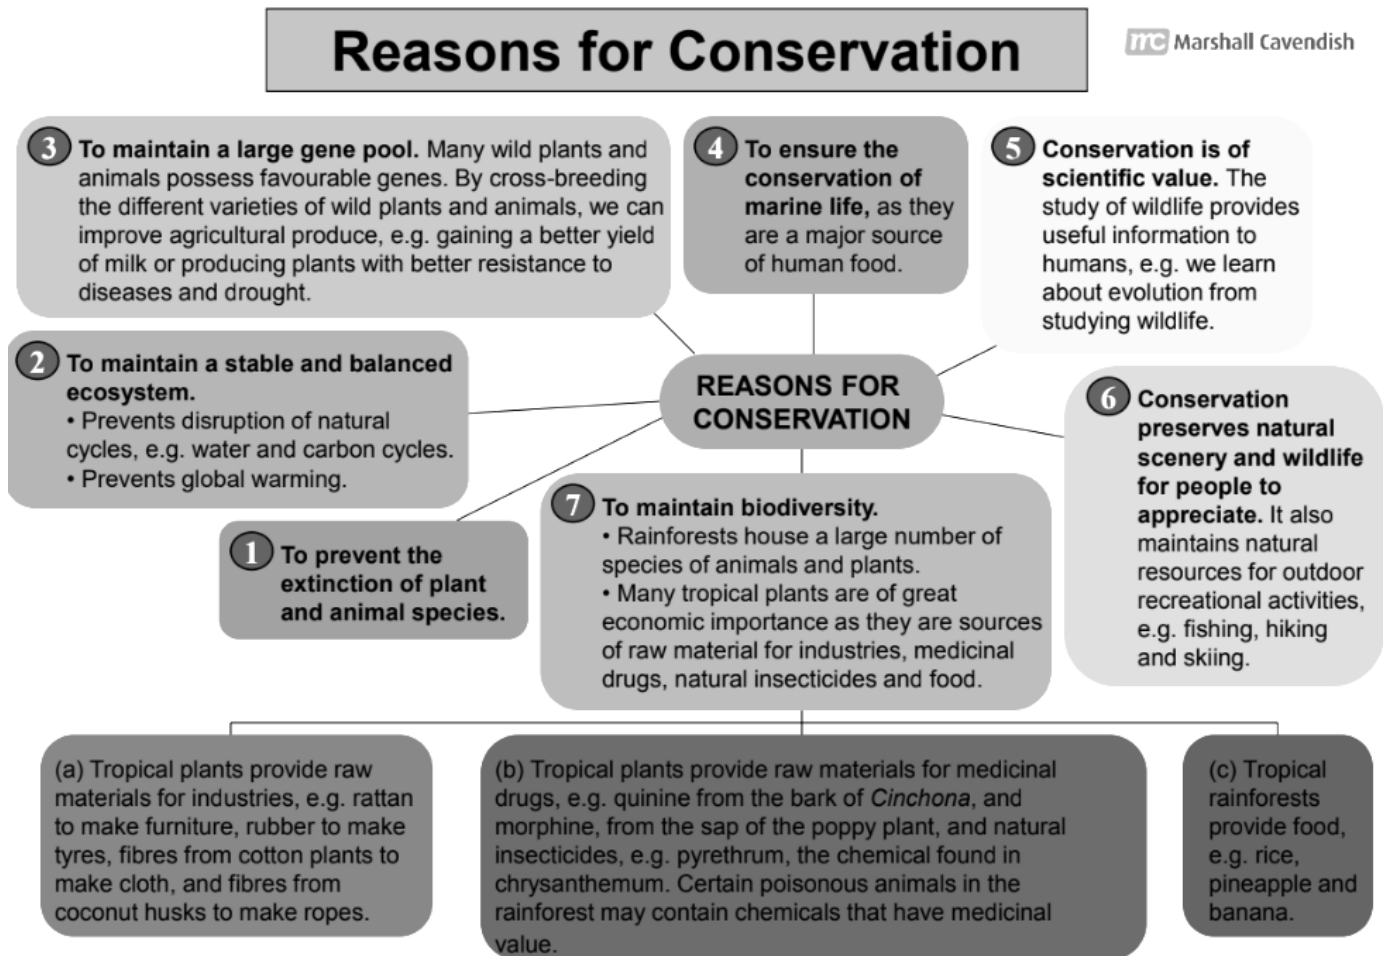 Reasons for Conservation
mc Marshall Cavendish
3 To maintain a large gene pool. Many wild plants and
animals possess favourable genes. By cross-breeding
the different varieties of wild plants and animals, we can
improve agricultural produce, e.g. gaining a better yield
of milk or producing plants with better resistance to
diseases and drought.
4 To ensure the
conservation of
marine life, as they
are a major source
of human food.
5 Conservation is of
scientific value. The
study of wildlife provides
useful information to
humans, e.g. we learn
about evolution from
studying wildlife.
2 To maintain a stable and balanced
ecosystem.
• Prevents disruption of natural
cycles, e.g. water and carbon cycles.
• Prevents global warming.
REASONS FOR
CONSERVATION
6 Conservation
preserves natural
scenery and wildlife
for people to
appreciate. It also
maintains natural
resources for outdoor
recreational activities,
e.g. fishing, hiking
and skiing.
1 To prevent the
extinction of plant
and animal species.
7 To maintain biodiversity.
• Rainforests house a large number of
species of animals and plants.
• Many tropical plants are of great
economic importance as they are sources
of raw material for industries, medicinal
drugs, natural insecticides and food.
(a) Tropical plants provide raw
materials for industries, e.g. rattan
to make furniture, rubber to make
tyres, fibres from cotton plants to
make cloth, and fibres from
coconut husks to make ropes.
(b) Tropical plants provide raw materials for medicinal
drugs, e.g. quinine from the bark of Cinchona, and
morphine, from the sap of the poppy plant, and natural
insecticides, e.g. pyrethrum, the chemical found in
chrysanthemum. Certain poisonous animals in the
rainforest may contain chemicals that have medicinal
value.
(c) Tropical
rainforests
provide food,
e.g. rice,
pineapple and
banana.